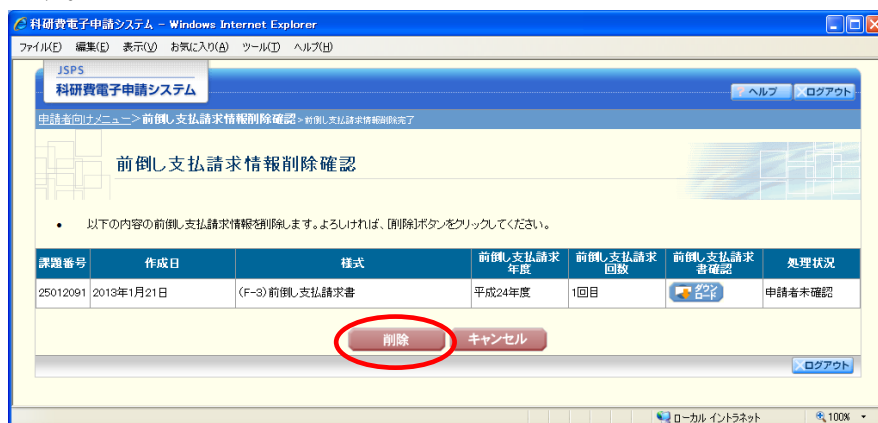 科研費電子申請システム - Windows Internet Explorer
ファイル(F) 編集(E) 表示(V) お気に入り(A) ツール(T) ヘルプ(H)
JSPS
科研費電子申請システム
? ヘルプ ログアウト
申請者向けメニュー>前倒し支払請求情報削除確認>前倒し支払請求情報削除完了
前倒し支払請求情報削除確認
• 以下の内容の前倒し支払請求情報を削除します。よろしければ、[削除]ボタンをクリックしてください。
課題番号 作成日 様式 前倒し支払請求年度 前倒し支払請求回数 前倒し支払請求書確認 処理状況
25012091 2013年1月21日 (F-3)前倒し支払請求書 平成24年度 1回目 ダウンロード 申請者未確認
削除 キャンセル
ログアウト
ローカル イントラネット 100%